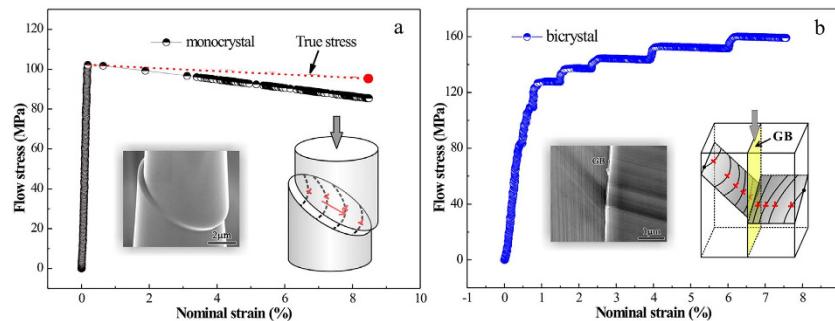 a
monocrystal
True stress
Flow stress (MPa)
120
100
80
60
40
20
0
2μm
0
2
4
6
8
10
Nominal strain (%)
b
bicrystal
Flow stress (MPa)
160
120
80
40
0
GB
1μm
GB
-1
0
1
2
3
4
5
6
7
8
Nominal strain (%)